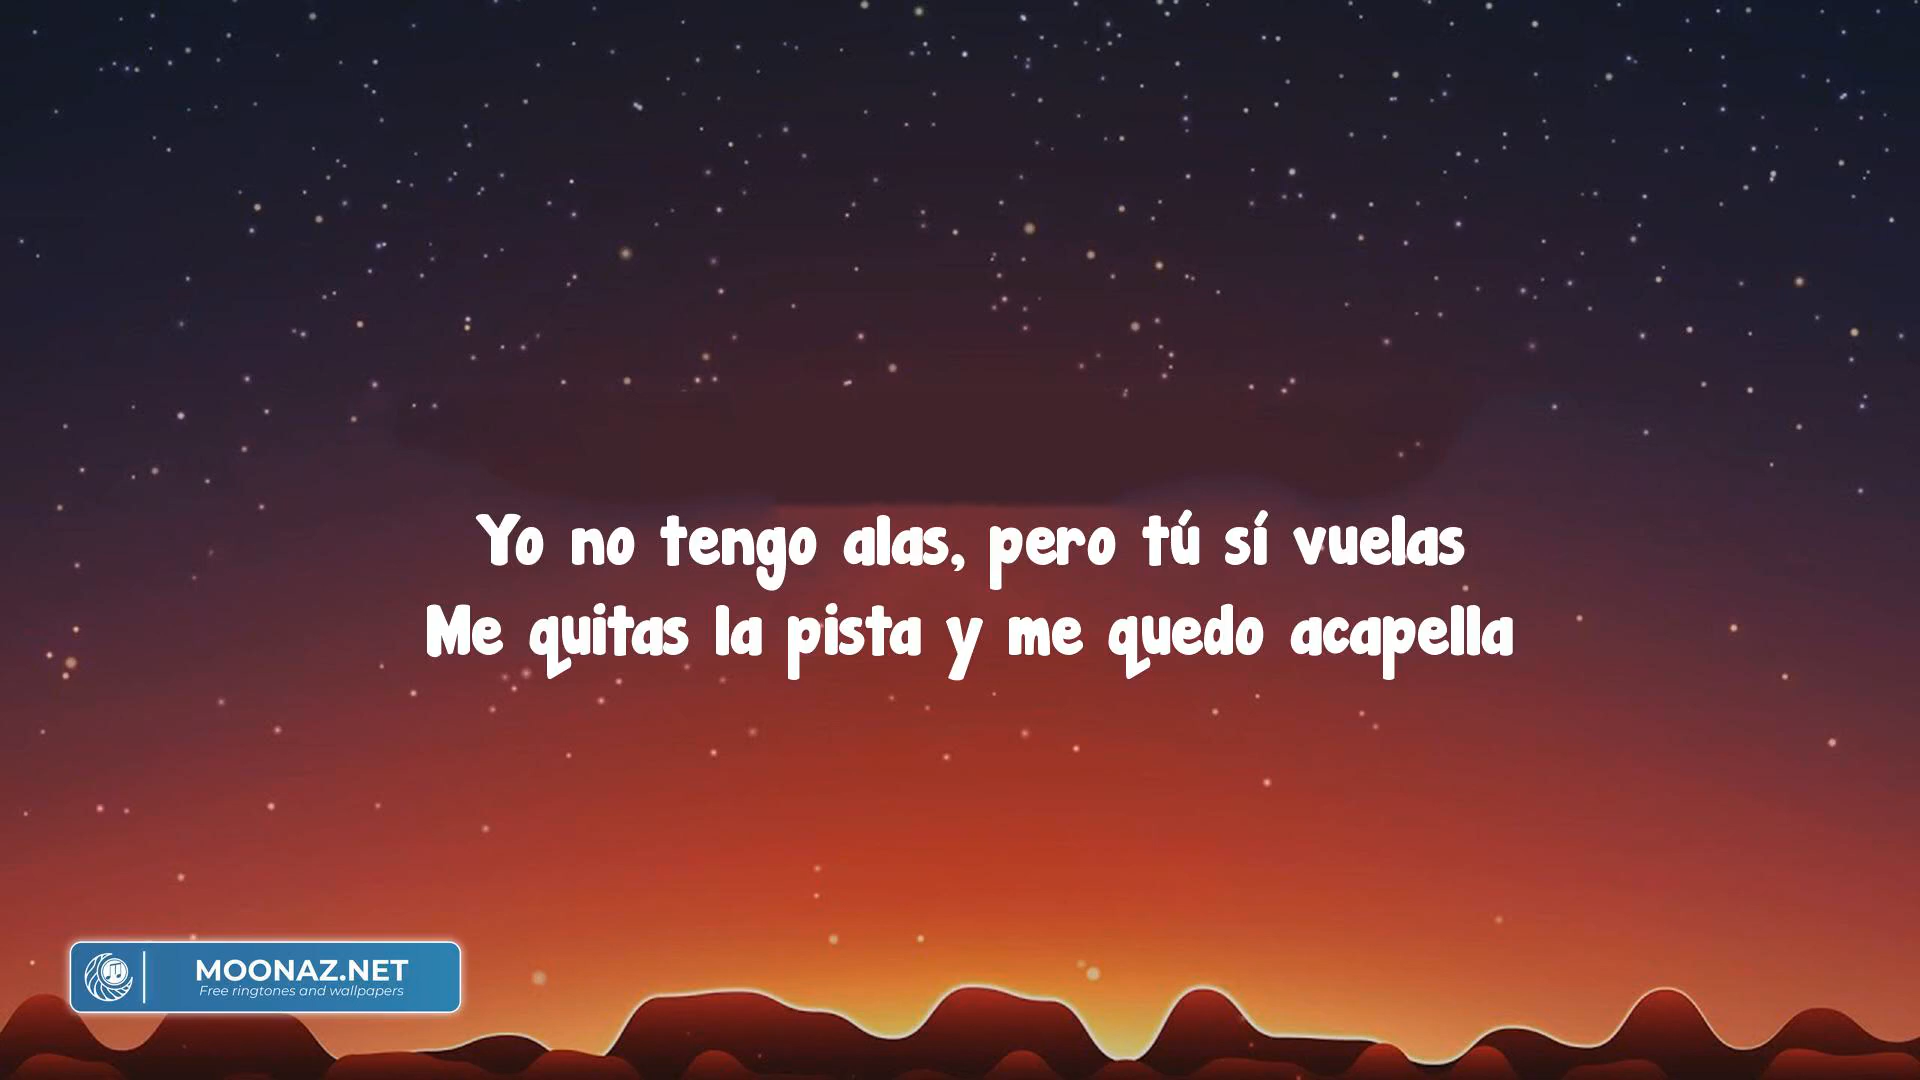 Yo no tengo alas, pero tú sí vuelas
Me quitas la pista y me quedo acapella
MOONAZ.NET
Free ringtones and wallpapers